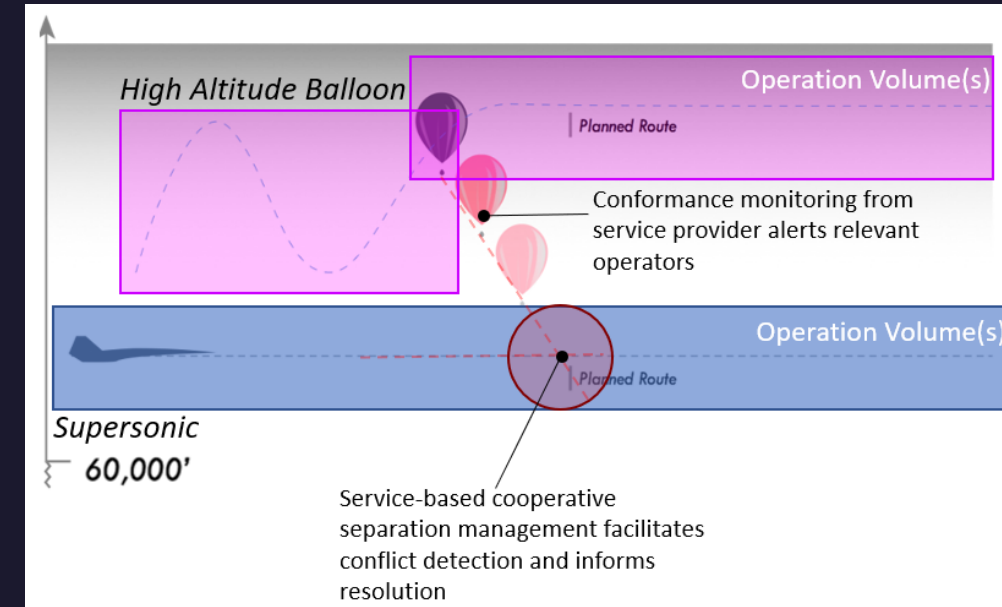 High Altitude Balloon
Operation Volume(s)
Planned Route
Conformance monitoring from
service provider alerts relevant
operators
Operation Volume(s)
Planned Route
Supersonic
60,000'
Service-based cooperative
separation management facilitates
conflict detection and informs
resolution